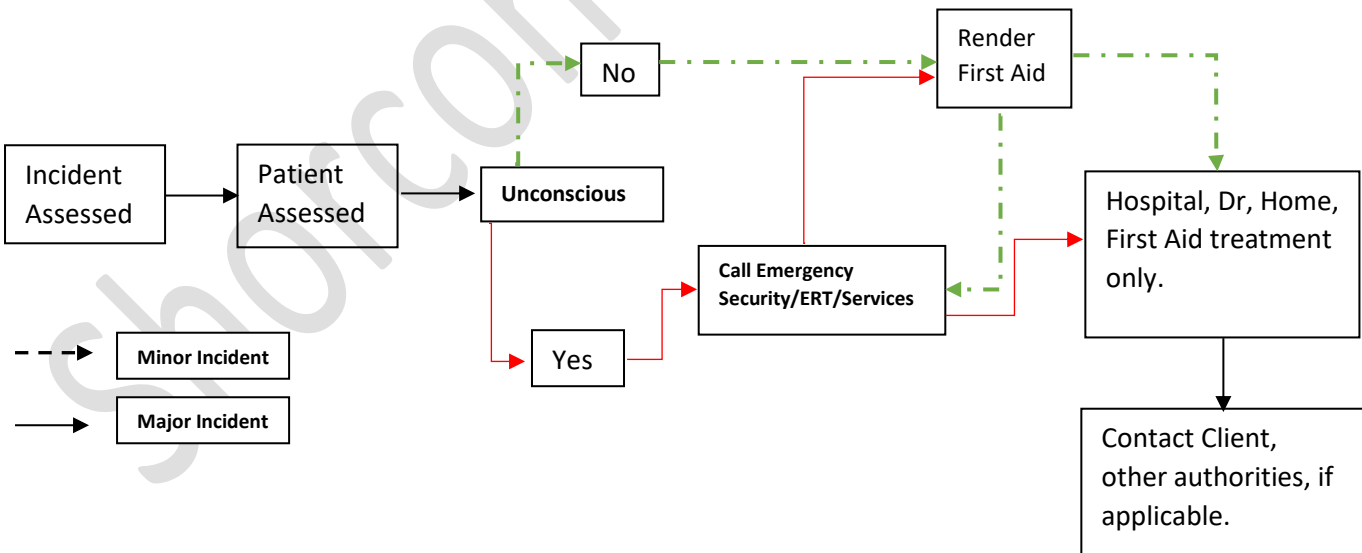 Incident
Assessed
Patient
Assessed
Unconscious
No
Yes
Call Emergency
Security/ERT/Services
Render
First Aid
Hospital, Dr, Home,
First Aid treatment
only.
Contact Client,
other authorities, if
applicable.
Minor Incident
Major Incident
Shorcon